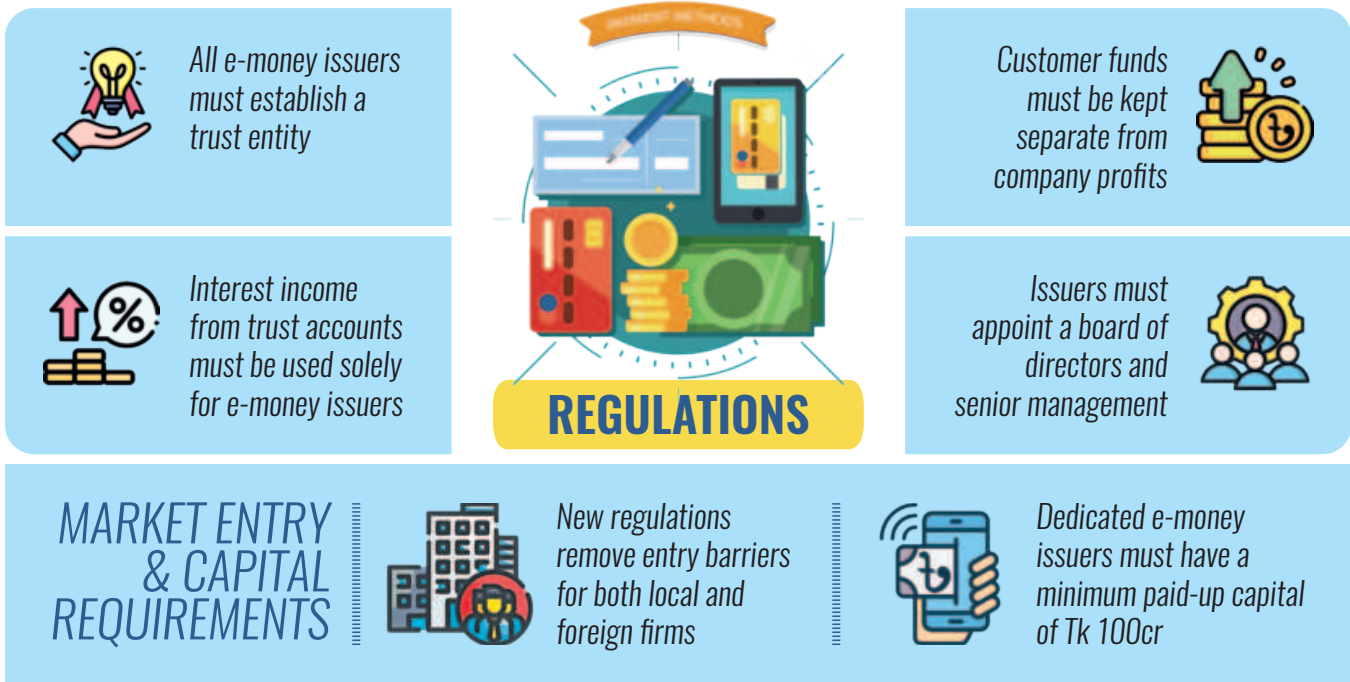 PAYMENT METHODS
All e-money issuers
must establish a
trust entity
Customer funds
must be kept
separate from
company profits
Interest income
from trust accounts
must be used solely
for e-money issuers
Issuers must
appoint a board of
directors and
senior management
REGULATIONS
MARKET ENTRY
& CAPITAL
REQUIREMENTS
New regulations
remove entry barriers
for both local and
foreign firms
Dedicated e-money
issuers must have a
minimum paid-up capital
of Tk 100cr